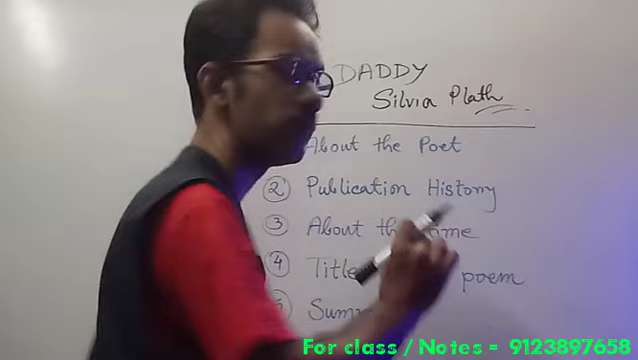 DADDY
Silvia Plath
About the Poet
2 Publication History
3 About the
4 Title poem
For class / Notes = 9123897658